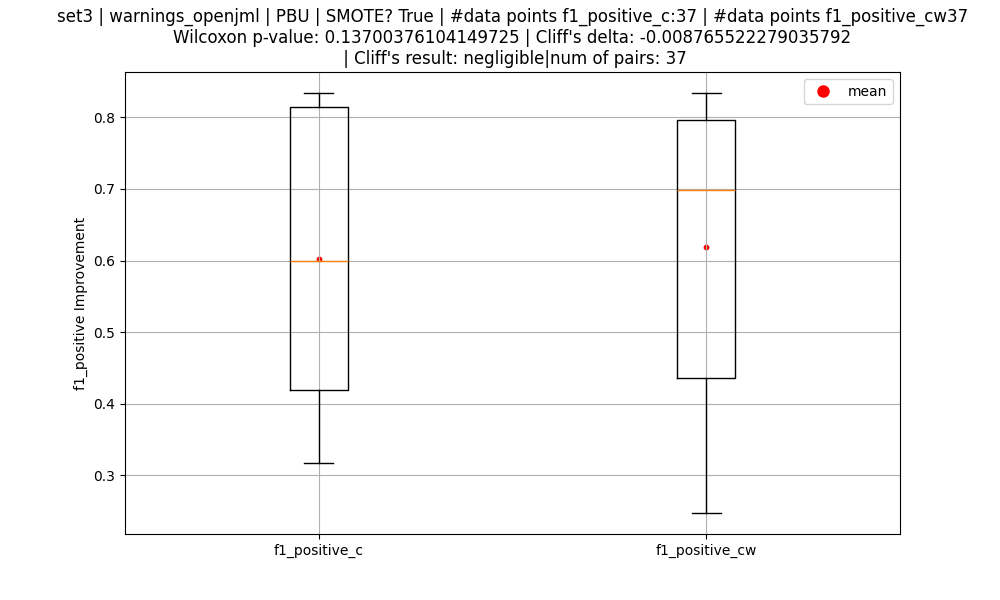 set3 | warnings_openjml | PBU | SMOTE? True | #data points f1_positive_c:37 | #data points f1_positive_cw37
Wilcoxon p-value: 0.13700376104149725 | Cliff's delta: -0.008765522279035792
| Cliff's result: negligible|num of pairs: 37
mean
0.8
0.7
0.6
0.5
0.4
0.3
f1_positive Improvement
f1_positive_c
f1_positive_cw